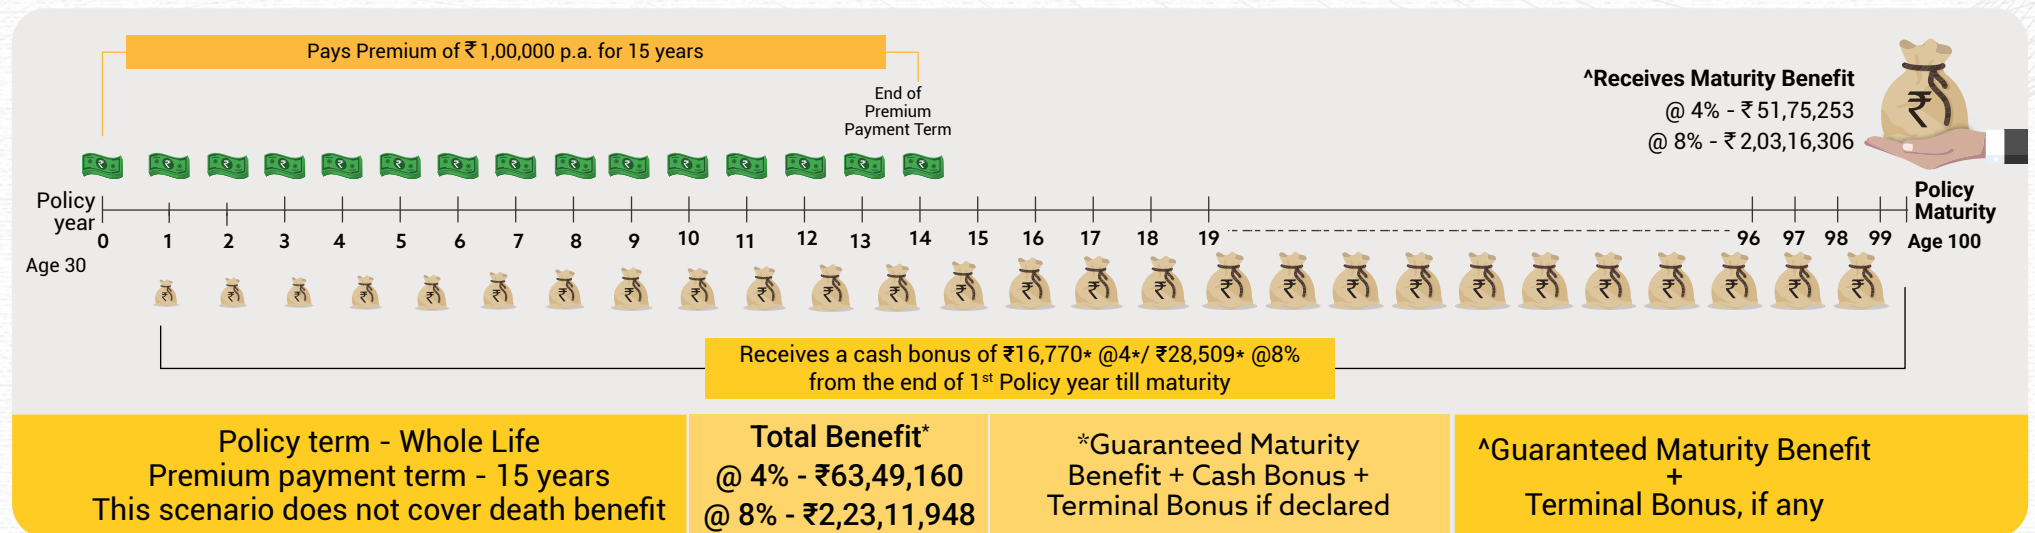 Pays Premium of ₹1,00,000 p.a. for 15 years
End of
Premium
Payment Term
^Receives Maturity Benefit
@ 4% - ₹ 51,75,253
@ 8% - ₹ 2,03,16,306
Policy
year
0 1 2 3 4 5 6 7 8 9 10 11 12 13 14 15 16 17 18 19 96 97 98 99
Policy
Maturity
Age 100
Age 30
Receives a cash bonus of ₹16,770* @4*/ ₹28,509* @8%
from the end of 1st Policy year till maturity
Policy term - Whole Life
Premium payment term - 15 years
This scenario does not cover death benefit
Total Benefit*
@ 4% - ₹63,49,160
@ 8% - ₹2,23,11,948
*Guaranteed Maturity
Benefit + Cash Bonus +
Terminal Bonus if declared
^Guaranteed Maturity Benefit
+
Terminal Bonus, if any